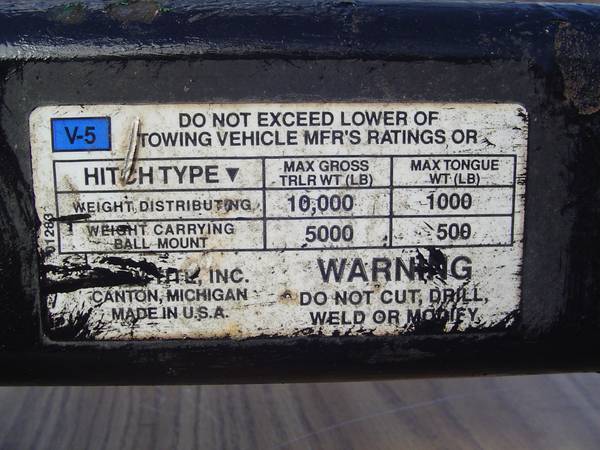 V-5
DO NOT EXCEED LOWER OF
TOWING VEHICLE MFR'S RATINGS OR
HITCH TYPE ▼ MAX GROSS TRLR WT (LB) MAX TONGUE WT (LB)
WEIGHT DISTRIBUTING 10,000 1000
WEIGHT CARRYING BALL MOUNT 5000 500
INC.
CANTON, MICHIGAN
MADE IN U.S.A.
WARNING
DO NOT CUT, DRILL,
WELD OR MODIFY